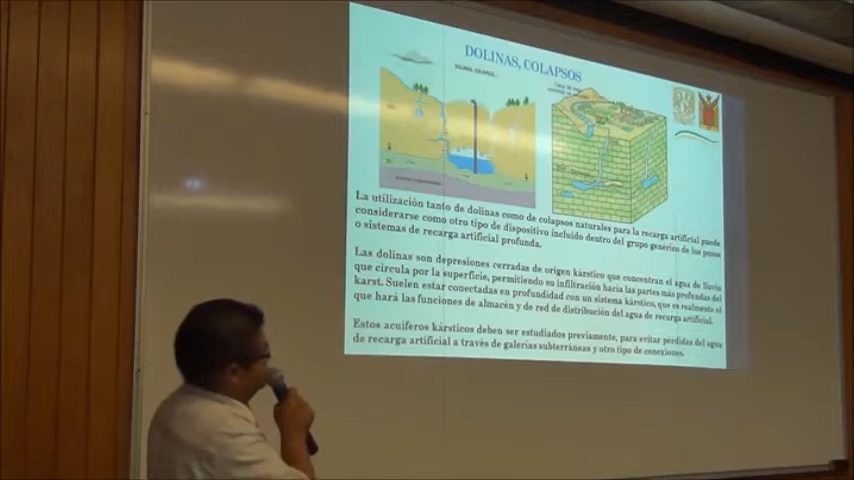 DOLINAS, COLAPSOS
La utilización tanto de dolinas como de colapsos naturales para la recarga artificial puede
considerarse como otro tipo de dispositivo incluido dentro del grupo genérico de los pozos
o sistemas de recarga artificial profunda.
Las dolinas son depresiones cerradas de origen kárstico que concentran el agua de lluvia
que circula por la superficie, permitiendo su infiltración hacia las partes más profundas del
karst. Suelen estar conectadas en profundidad con un sistema kárstico, que es realmente el
que hará las funciones de almacén y de red de distribución del agua de recarga artificial.
Estos acuíferos kársticos deben ser estudiados previamente, para evitar pérdidas del agua
de recarga artificial a través de galerías subterráneas y otro tipo de conexiones.